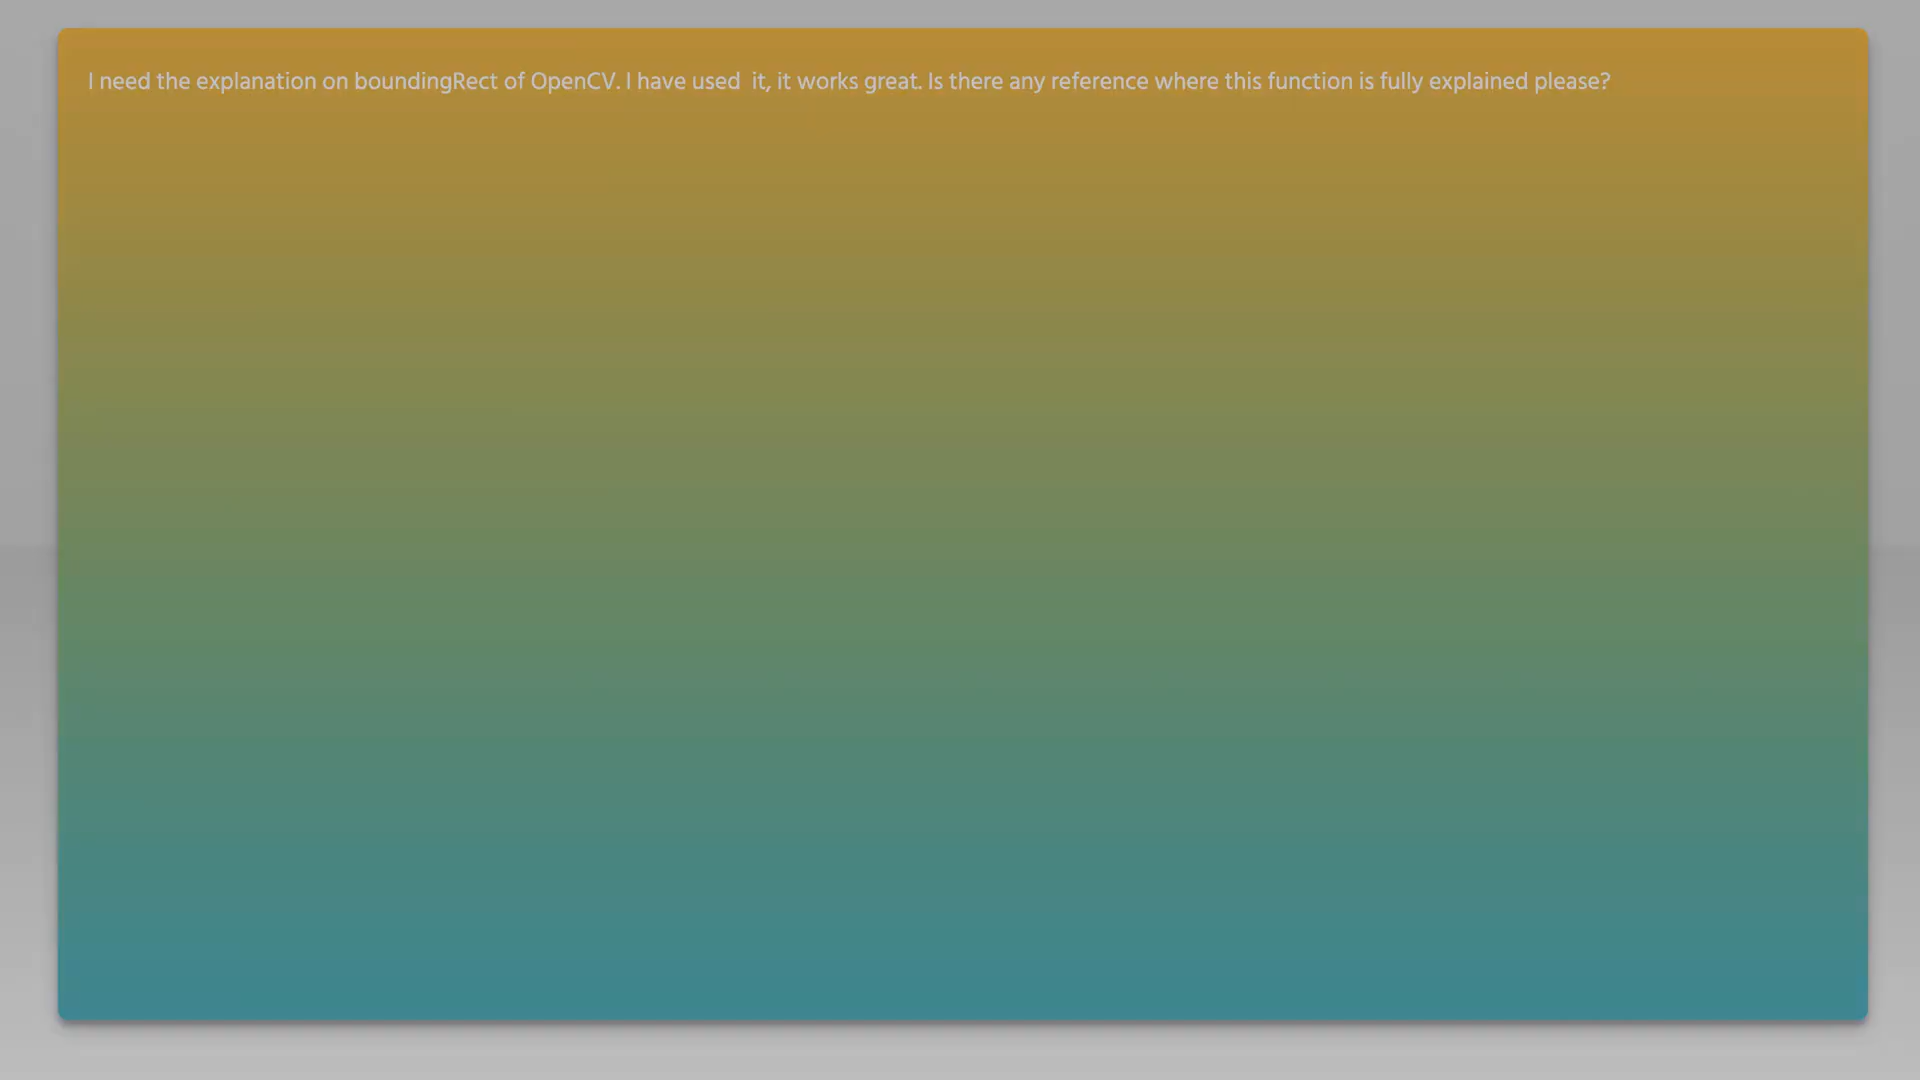 I need the explanation on boundingRect of OpenCV. I have used  it, it works great. Is there any reference where this function is fully explained please?